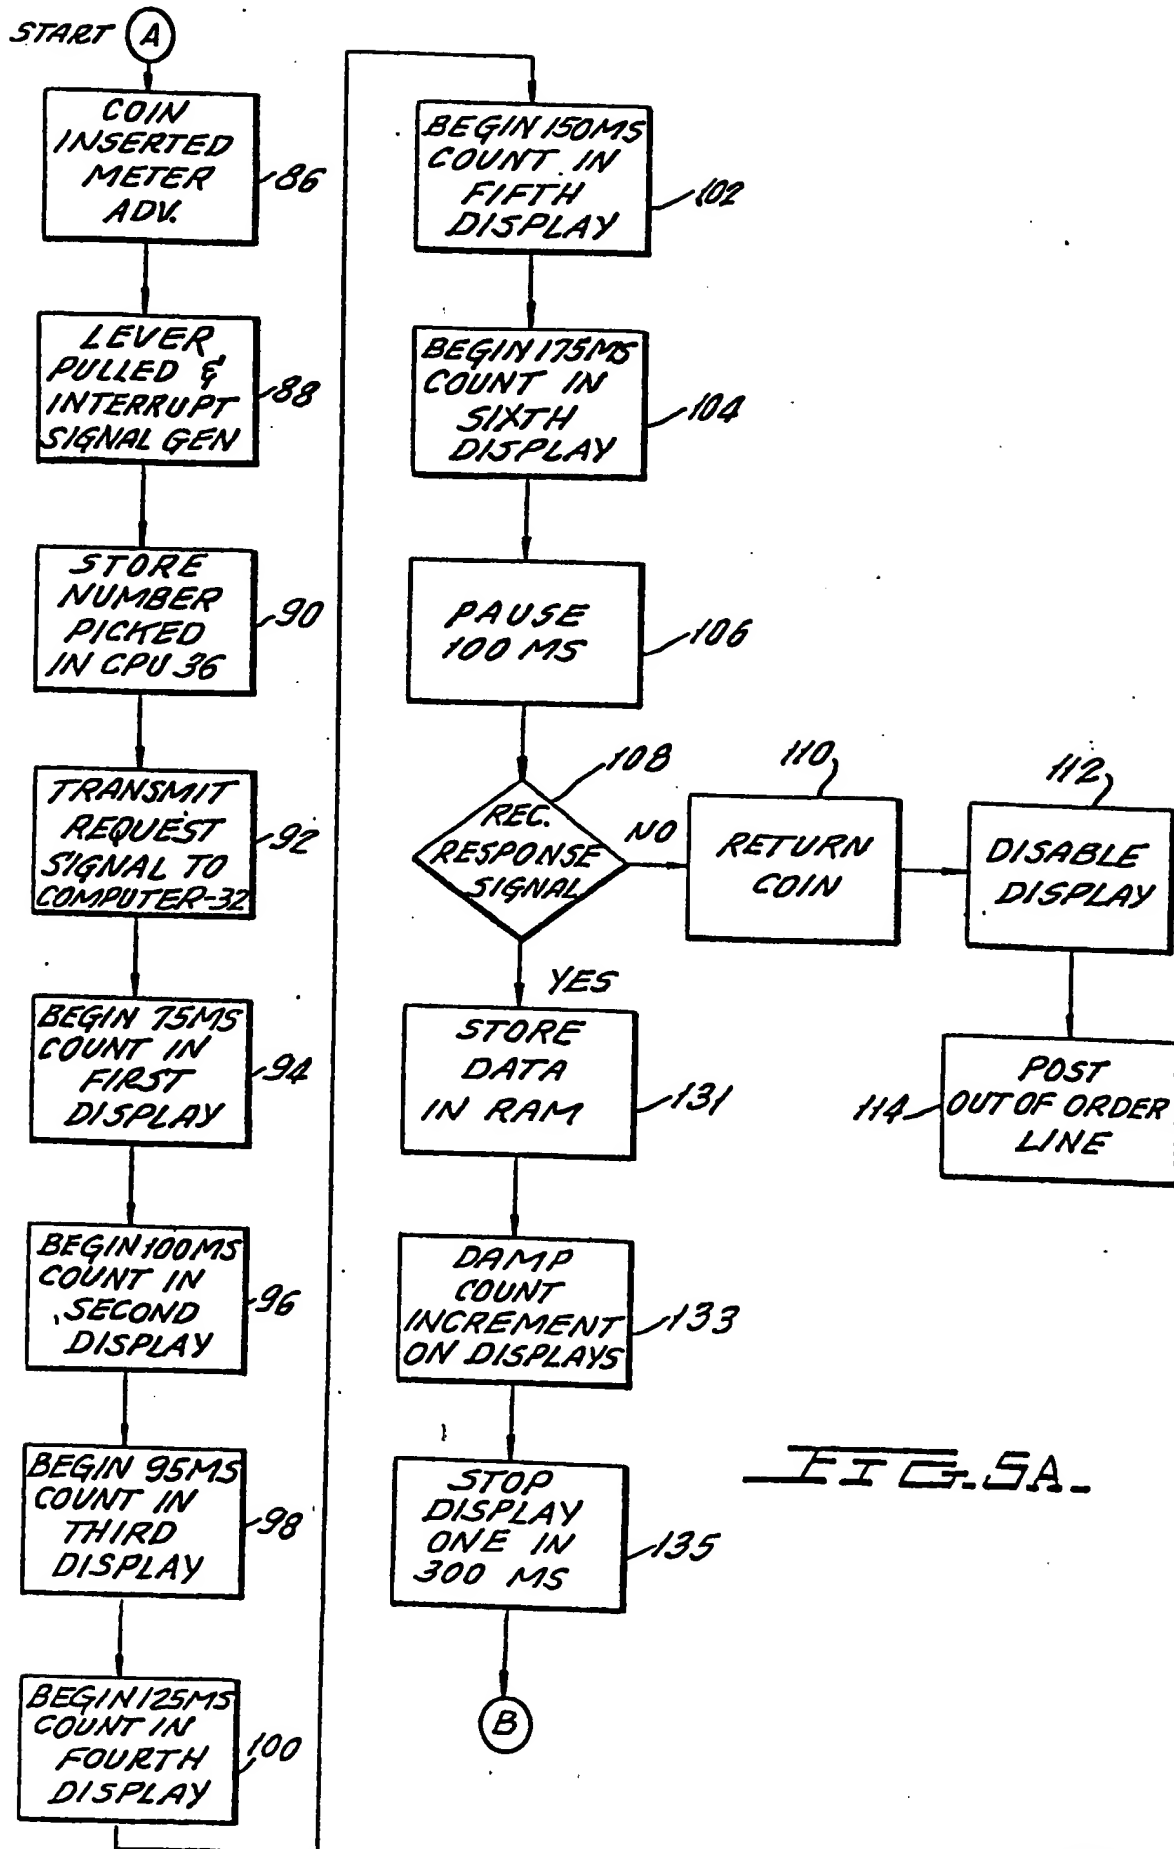 START A
COIN
INSERTED
METER
ADV.
86
LEVER
PULLED &
INTERRUPT
SIGNAL GEN
88
STORE
NUMBER
PICKED
IN CPU 36
90
TRANSMIT
REQUEST
SIGNAL TO
COMPUTER-32
92
BEGIN 75MS
COUNT IN
FIRST
DISPLAY
94
BEGIN 100MS
COUNT IN
SECOND
DISPLAY
96
BEGIN 95MS
COUNT IN
THIRD
DISPLAY
98
BEGIN 125MS
COUNT IN
FOURTH
DISPLAY
100
BEGIN 150MS
COUNT IN
FIFTH
DISPLAY
102
BEGIN 175MS
COUNT IN
SIXTH
DISPLAY
104
PAUSE
100 MS
106
REC.
RESPONSE
SIGNAL
108
NO
RETURN
COIN
110
DISABLE
DISPLAY
112
POST
OUT OF ORDER
LINE
114
YES
STORE
DATA
IN RAM
131
DAMP
COUNT
INCREMENT
ON DISPLAYS
133
STOP
DISPLAY
ONE IN
300 MS
135
B
FIG. 5A.